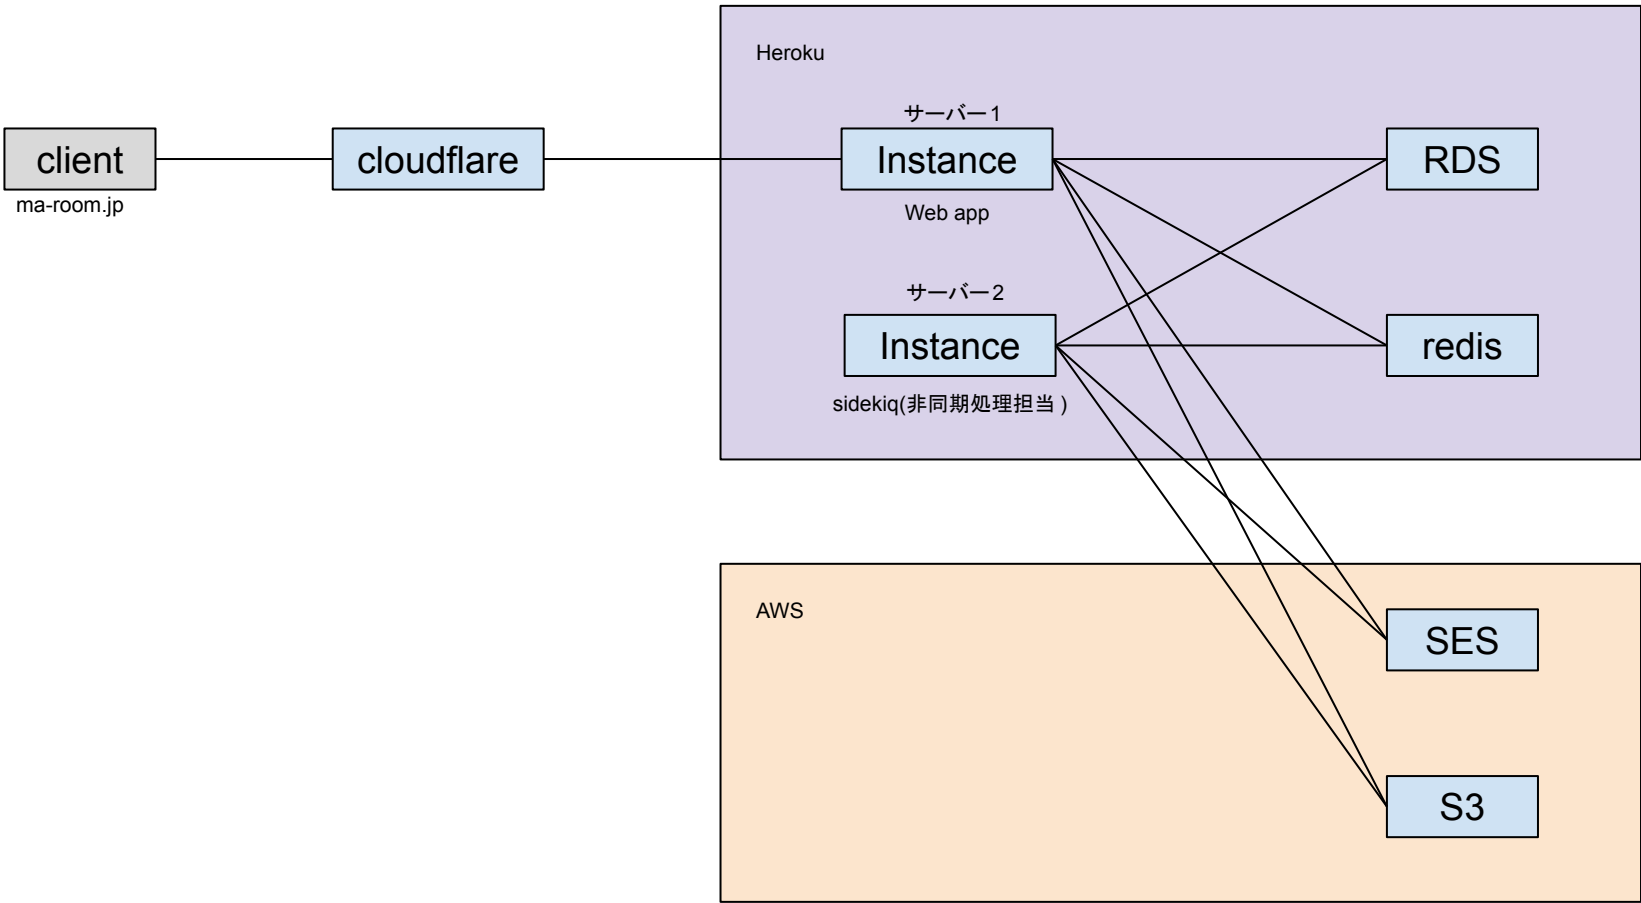 Heroku
サーバー1
client
cloudflare
Instance
RDS
ma-room.jp
Web app
サーバー2
Instance
redis
sidekiq(非同期処理担当)
AWS
SES
S3